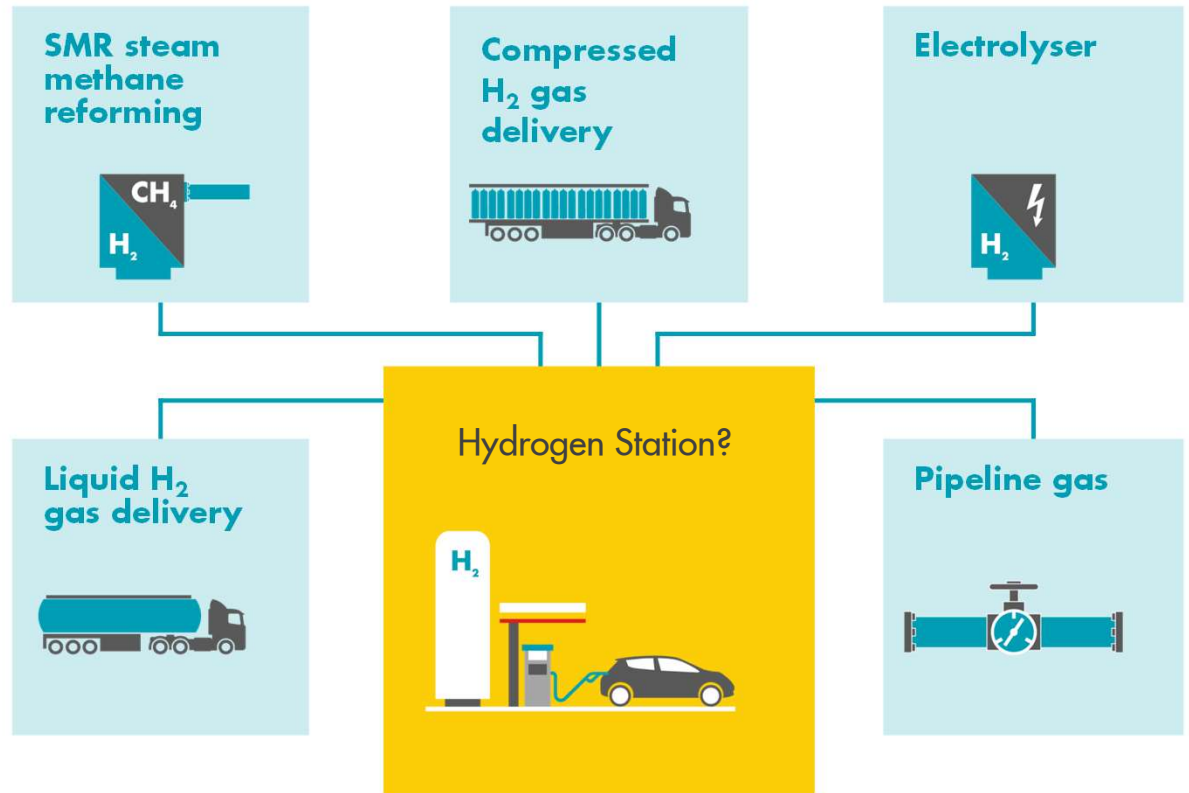 SMR steam
methane
reforming
CH₄
H₂
Compressed
H₂ gas
delivery
Electrolyser
H₂
Hydrogen Station?
H₂
Liquid H₂
gas delivery
Pipeline gas